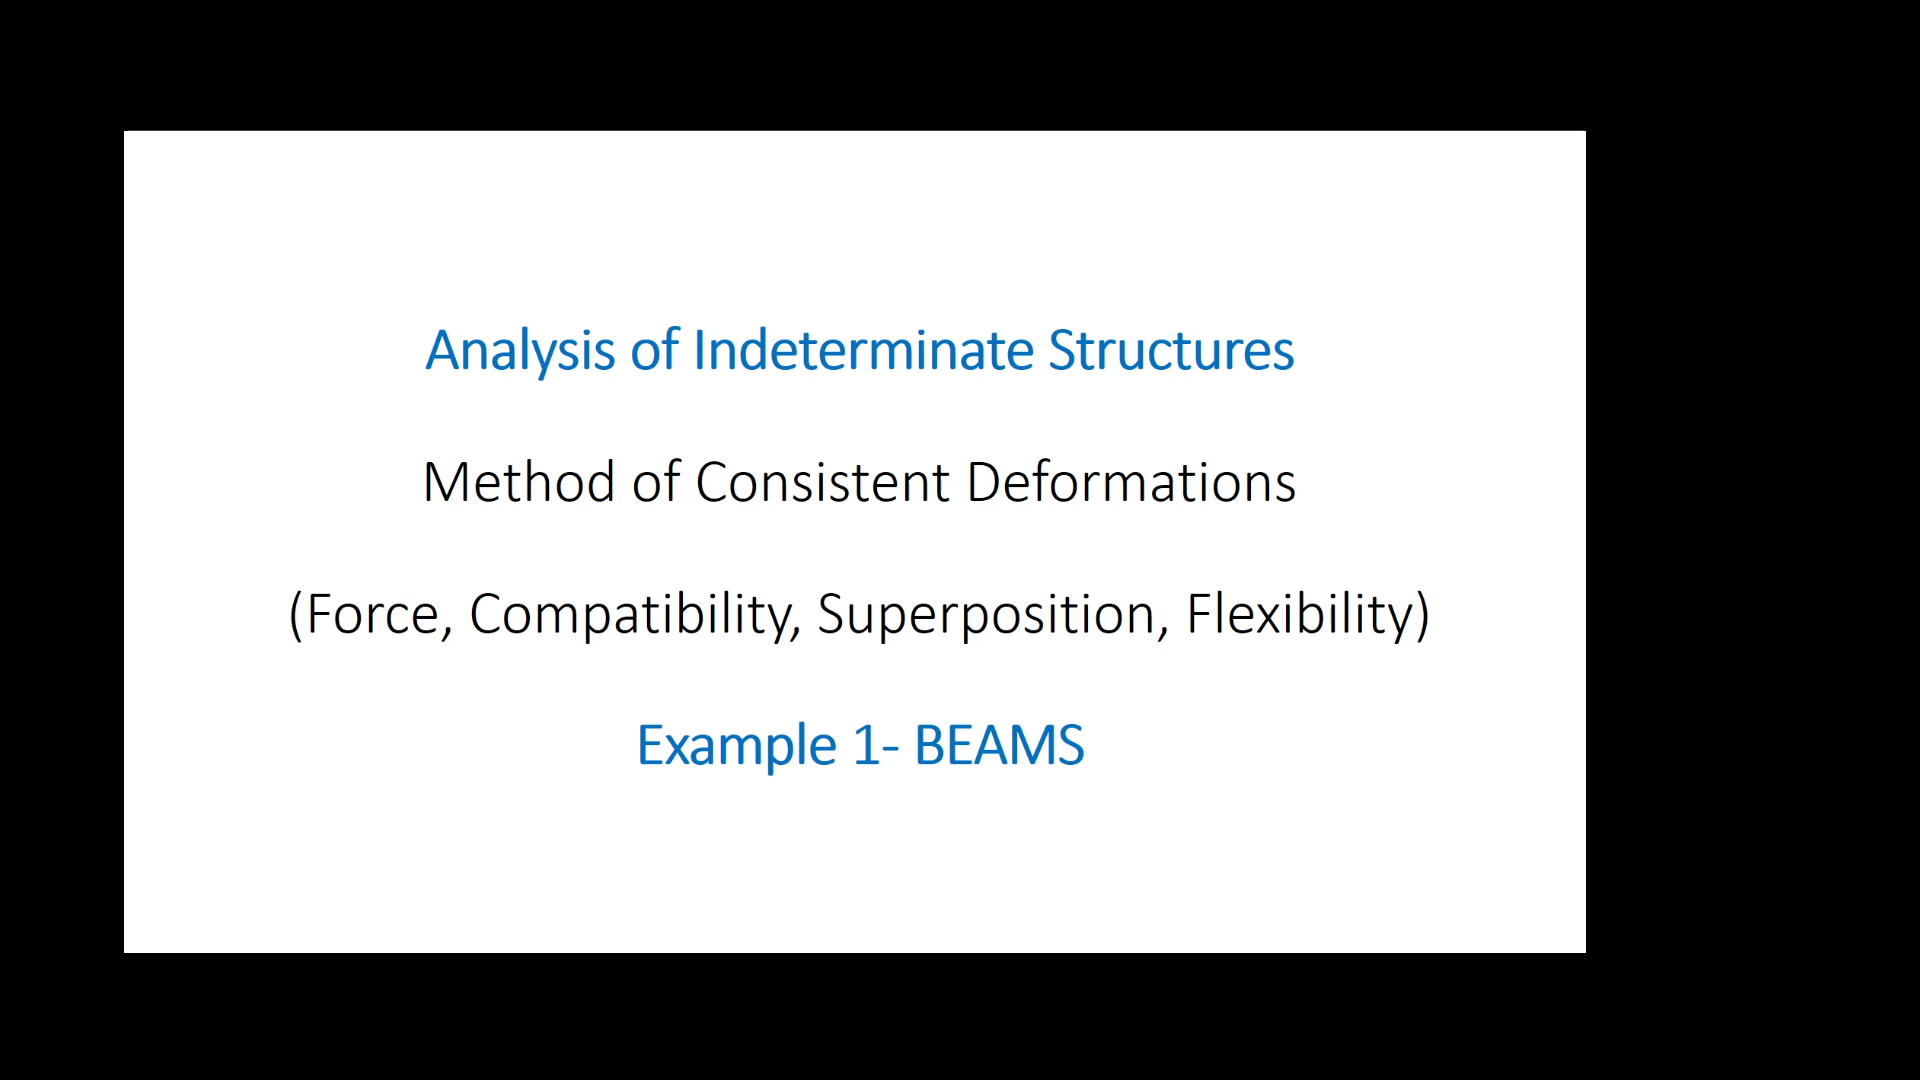 Analysis of Indeterminate Structures
Method of Consistent Deformations
(Force, Compatibility, Superposition, Flexibility)
Example 1- BEAMS